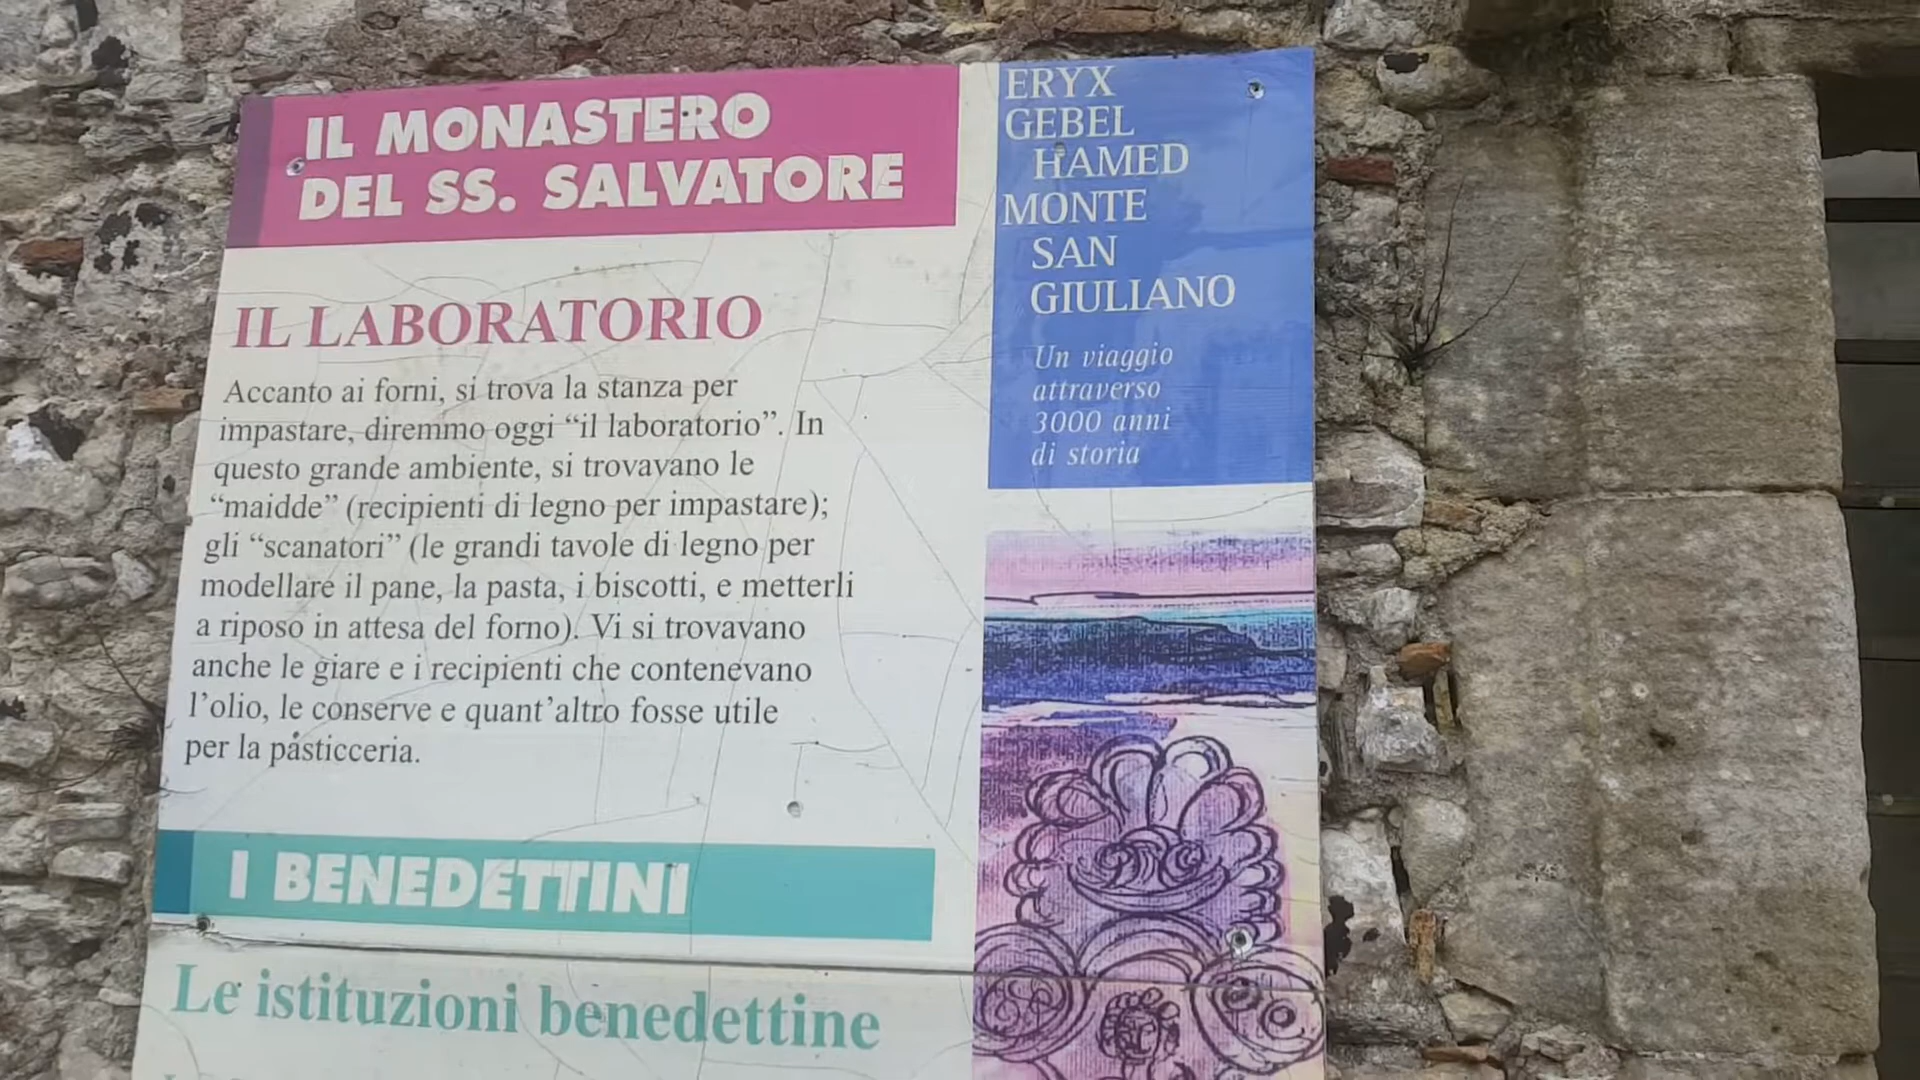 IL MONASTERO
DEL SS. SALVATORE
IL LABORATORIO
Accanto ai forni, si trova la stanza per
impastare, diremmo oggi “il laboratorio”. In
questo grande ambiente, si trovavano le
“maidde” (recipienti di legno per impastare);
gli “scanatori” (le grandi tavole di legno per
modellare il pane, la pasta, i biscotti, e metterli
a riposo in attesa del forno). Vi si trovavano
anche le giare e i recipienti che contenevano
l’olio, le conserve e quant’altro fosse utile
per la pasticceria.
I BENEDETTINI
Le istituzioni benedettine
ERYX
GEBEL
HAMED
MONTE
SAN
GIULIANO
Un viaggio
attraverso
3000 anni
di storia